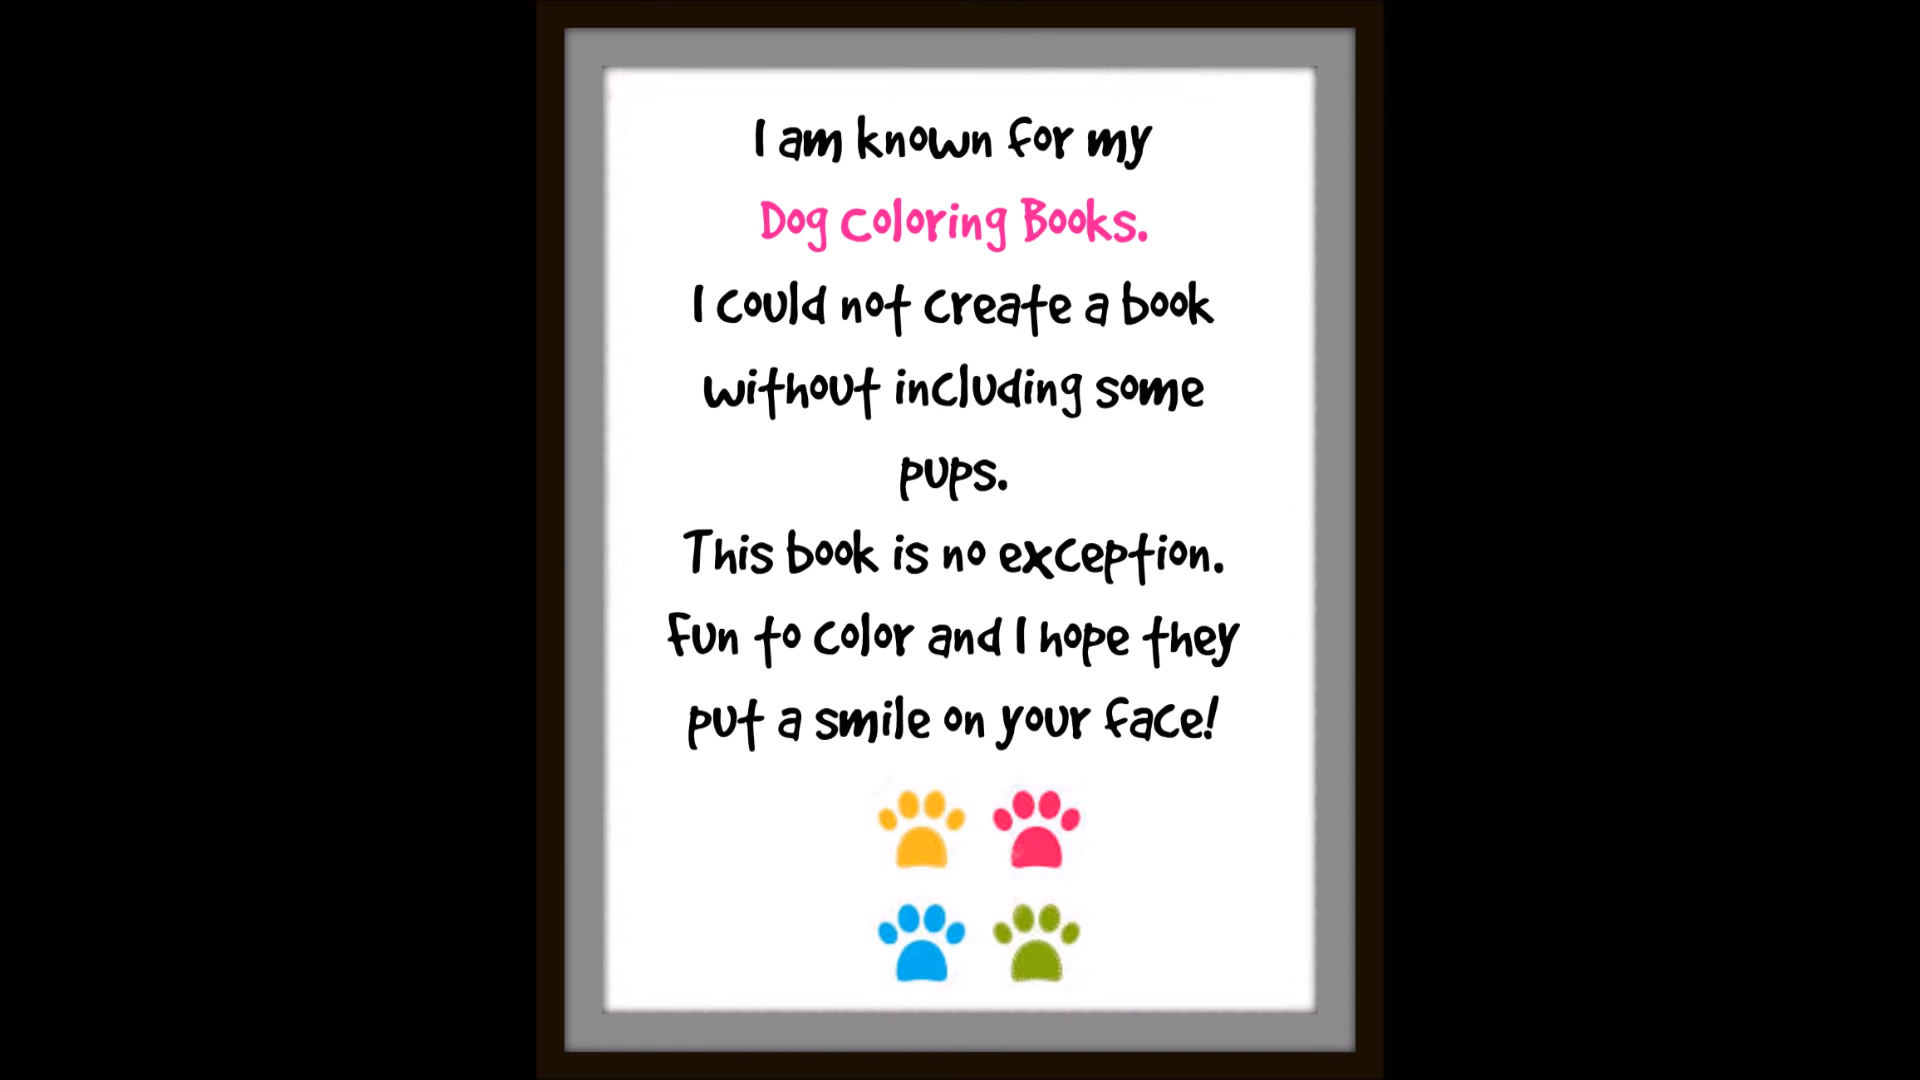 I am known for my
Dog Coloring Books.
I could not create a book
without including some
pups.
This book is no exception.
Fun to color and I hope they
put a smile on your face!